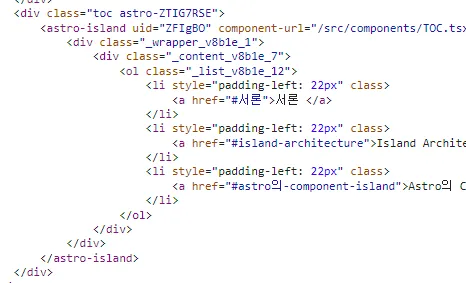 <div class="toc astro-ZTIG7RSE">
<astro-island uid="ZFIgBO" component-url="/src/components/TOC.tsx
<div class="_wrapper_v8b1e_1">
<div class="_content_v8b1e_7">
<ol class="_list_v8b1e_12">
<li style="padding-left: 22px" class>
<a href="#서론">서론 </a>
</li>
<li style="padding-left: 22px" class>
<a href="#island-architecture">Island Archite
</li>
<li style="padding-left: 22px" class>
<a href="#astro의-component-island">Astro의 C
</li>
</ol>
</div>
</div>
</astro-island>
</div>